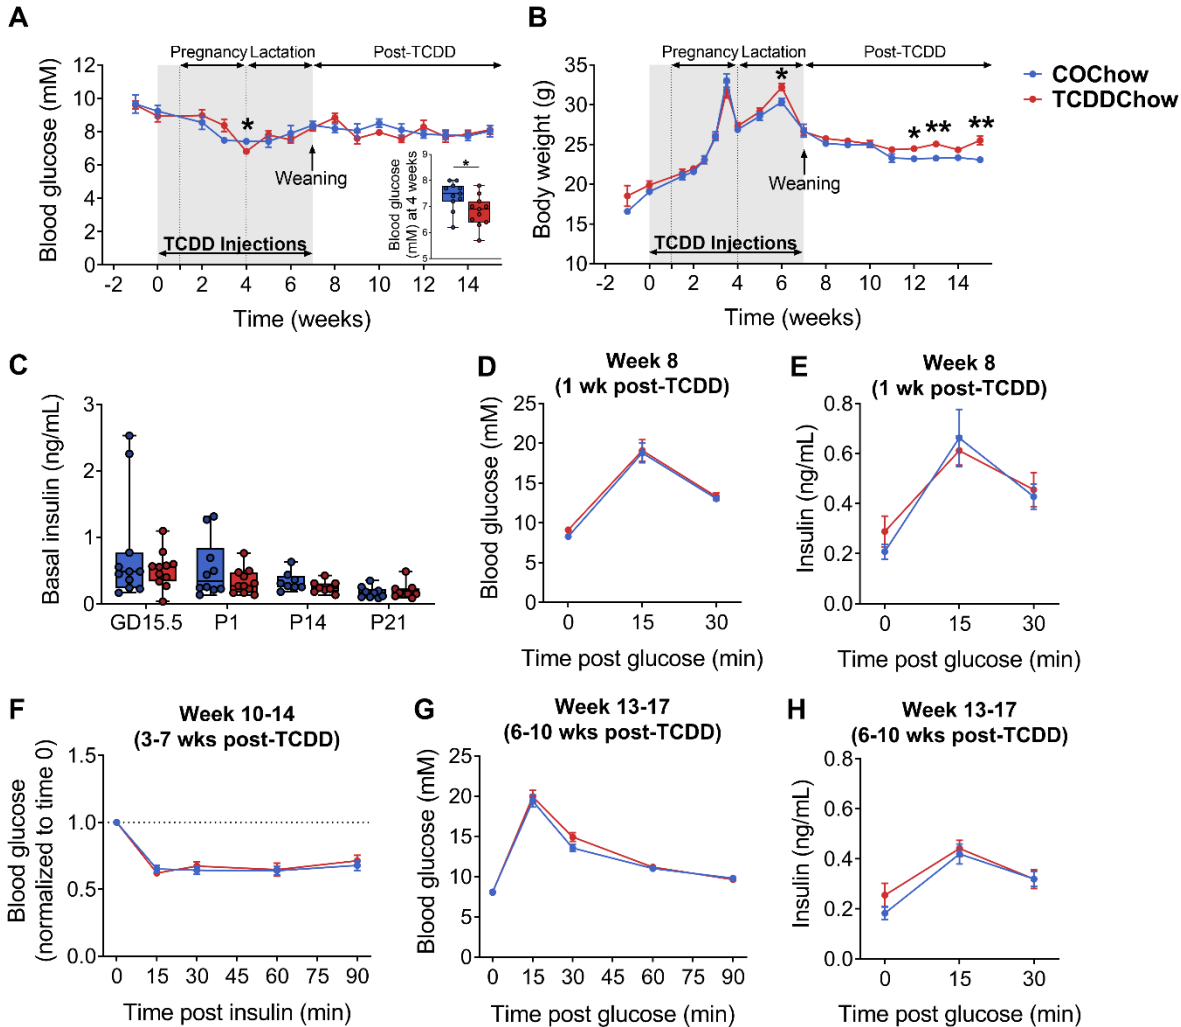 A
Pregnancy Lactation Post-TCDD
Blood glucose (mM)
12
10
8
6
4
2
0
*
Weaning
TCDD Injections
-2 0 2 4 6 8 10 12 14
Time (weeks)
Blood glucose
(mM) at 4 weeks
9
8
7
6
5
*
B
Pregnancy Lactation Post-TCDD
Body weight (g)
35
30
25
20
15
10
* * ** **
Weaning
TCDD Injections
-2 0 2 4 6 8 10 12 14
Time (weeks)
COChow
TCDDChow
C
Basal insulin (ng/mL)
3
2
1
0
GD15.5 P1 P14 P21
D
Week 8
(1 wk post-TCDD)
Blood glucose (mM)
25
20
15
10
5
0
0 15 30
Time post glucose (min)
E
Week 8
(1 wk post-TCDD)
Insulin (ng/mL)
0.8
0.6
0.4
0.2
0.0
0 15 30
Time post glucose (min)
F
Week 10-14
(3-7 wks post-TCDD)
Blood glucose
(normalized to time 0)
1.5
1.0
0.5
0.0
0 15 30 45 60 75 90
Time post insulin (min)
G
Week 13-17
(6-10 wks post-TCDD)
Blood glucose (mM)
25
20
15
10
5
0
0 15 30 45 60 75 90
Time post glucose (min)
H
Week 13-17
(6-10 wks post-TCDD)
Insulin (ng/mL)
0.8
0.6
0.4
0.2
0.0
0 15 30
Time post glucose (min)